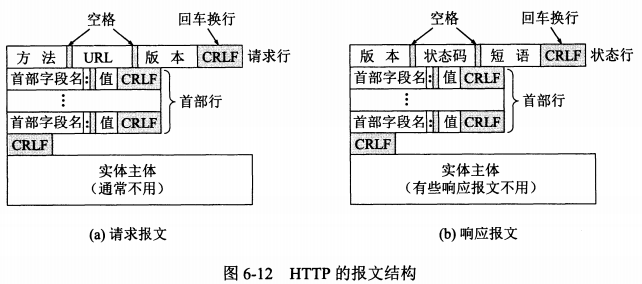 空格 回车换行
方 法 URL 版 本 CRLF 请求行
首部字段名: 值 CRLF
⋮
首部行
首部字段名: 值 CRLF
CRLF
实体主体
(通常不用)
(a) 请求报文
空格 回车换行
版 本 状态码 短 语 CRLF 状态行
首部字段名: 值 CRLF
⋮
首部行
首部字段名: 值 CRLF
CRLF
实体主体
(有些响应报文不用)
(b) 响应报文
图 6-12 HTTP 的报文结构